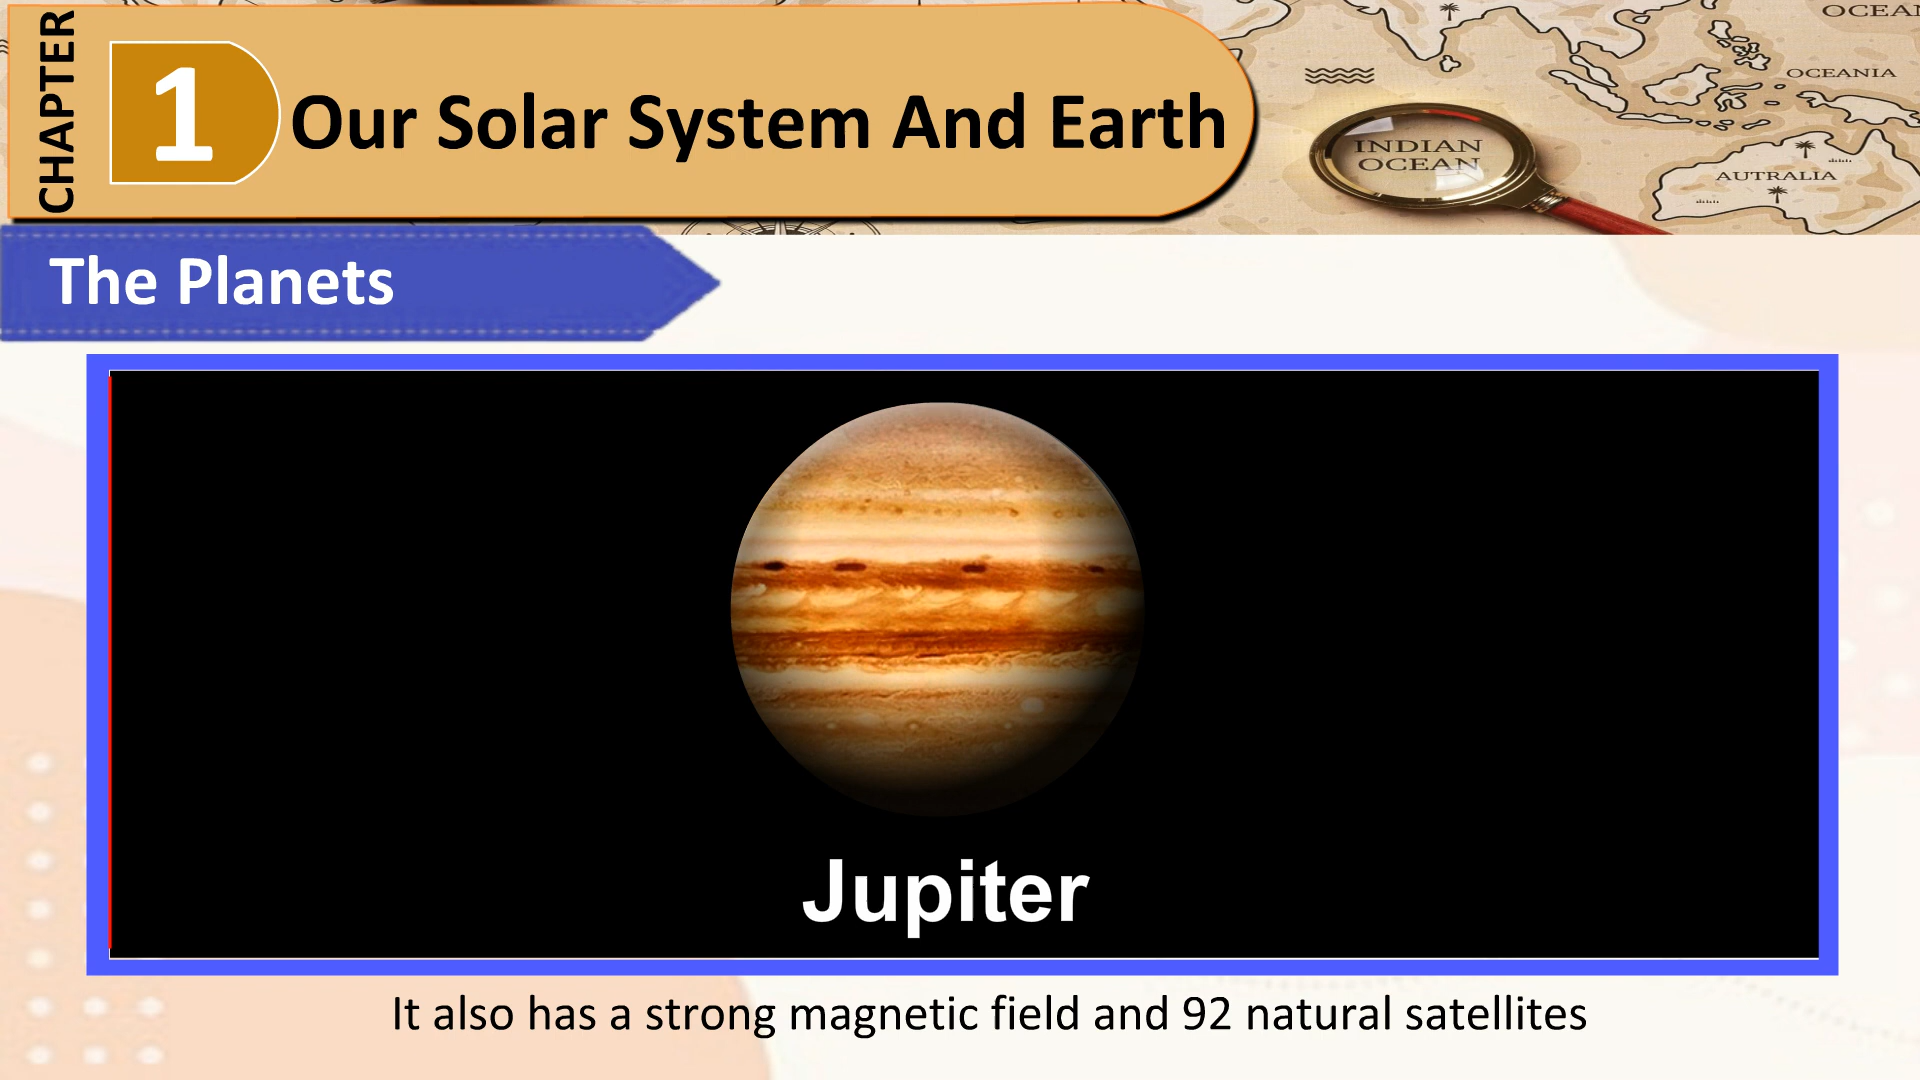 CHAPTER
1
Our Solar System And Earth
OCEAN
OCEANIA
INDIAN
OCEAN
AUTRALIA
The Planets
Jupiter
It also has a strong magnetic field and 92 natural satellites